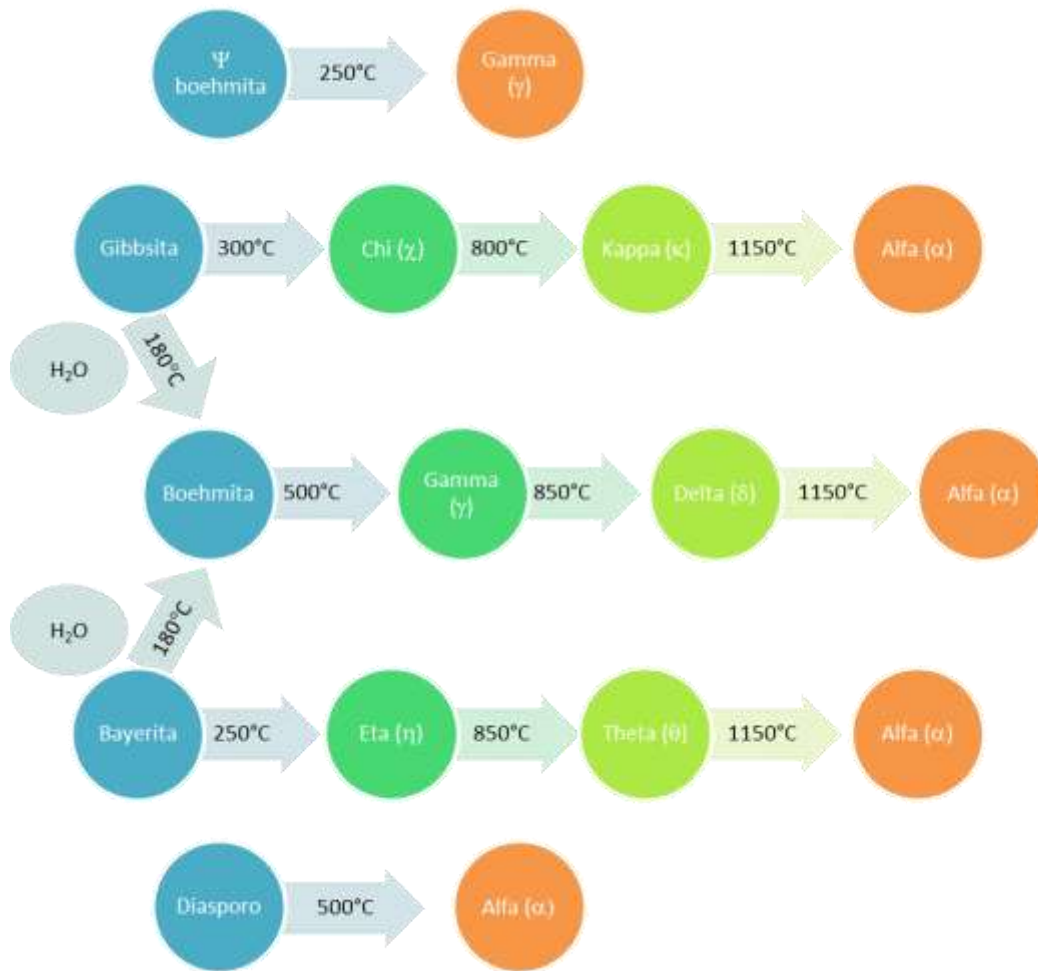 Ψ
boehmita
250°C
Gamma
(γ)
Gibbsita
300°C
Chi (χ)
800°C
Kappa (κ)
1150°C
Alfa (α)
H₂O
180°C
Boehmita
500°C
Gamma
(γ)
850°C
Delta (δ)
1150°C
Alfa (α)
H₂O
180°C
Bayerita
250°C
Eta (η)
850°C
Theta (θ)
1150°C
Alfa (α)
Diasporo
500°C
Alfa (α)